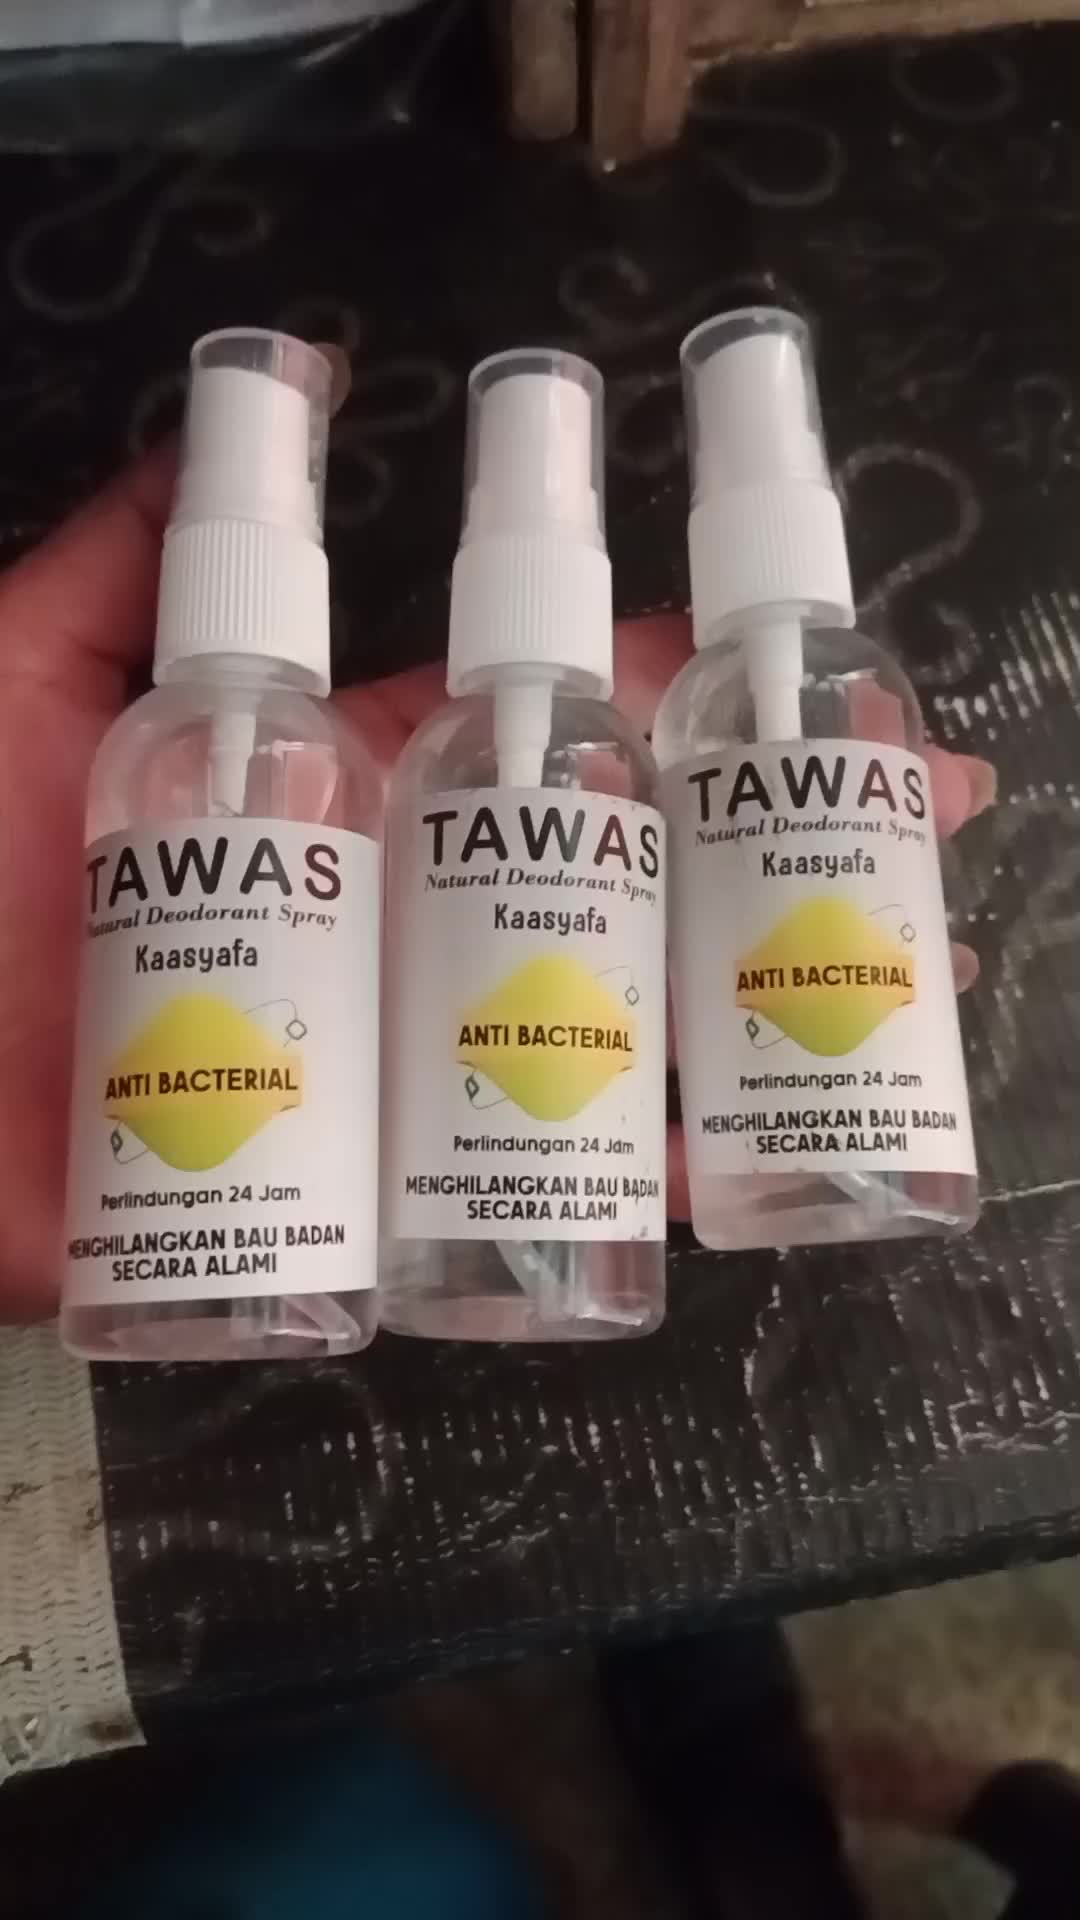 TAWAS
Natural Deodorant Spray
Kaasyafa
ANTI BACTERIAL
Perlindungan 24 Jam
MENGHILANGKAN BAU BADAN
SECARA ALAMI
TAWAS
Natural Deodorant Spray
Kaasyafa
ANTI BACTERIAL
Perlindungan 24 Jam
MENGHILANGKAN BAU BADAN
SECARA ALAMI
TAWAS
Natural Deodorant Spray
Kaasyafa
ANTI BACTERIAL
Perlindungan 24 Jam
MENGHILANGKAN BAU BADAN
SECARA ALAMI